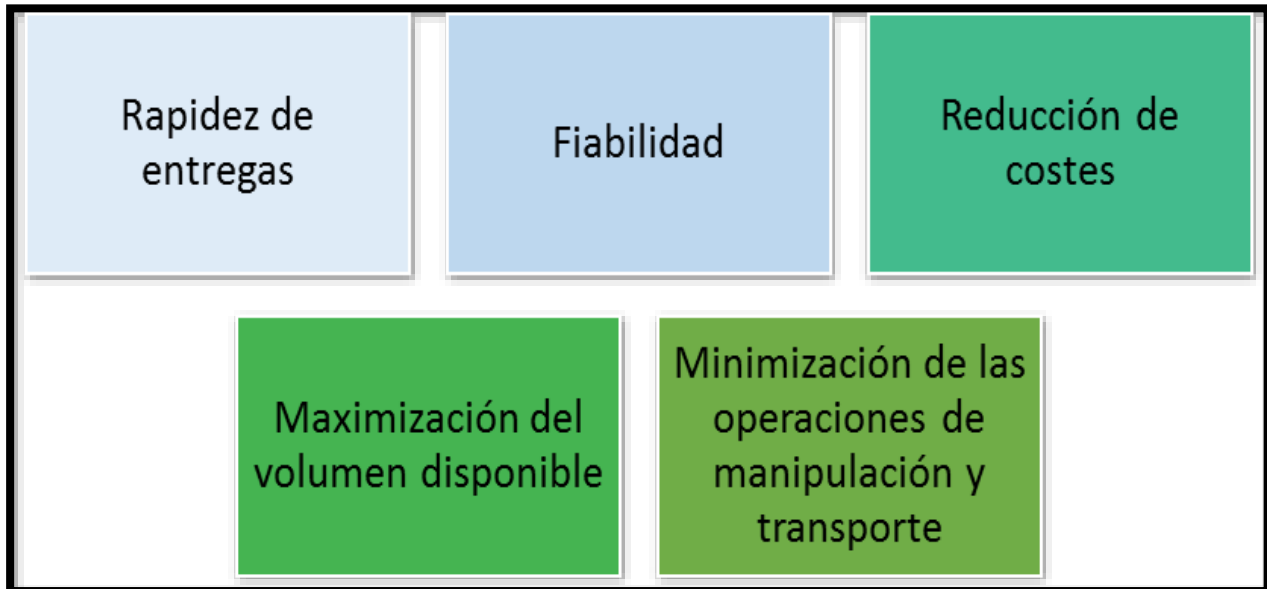 Rapidez de
entregas
Fiabilidad
Reducción de
costes
Maximización del
volumen disponible
Minimización de las
operaciones de
manipulación y
transporte